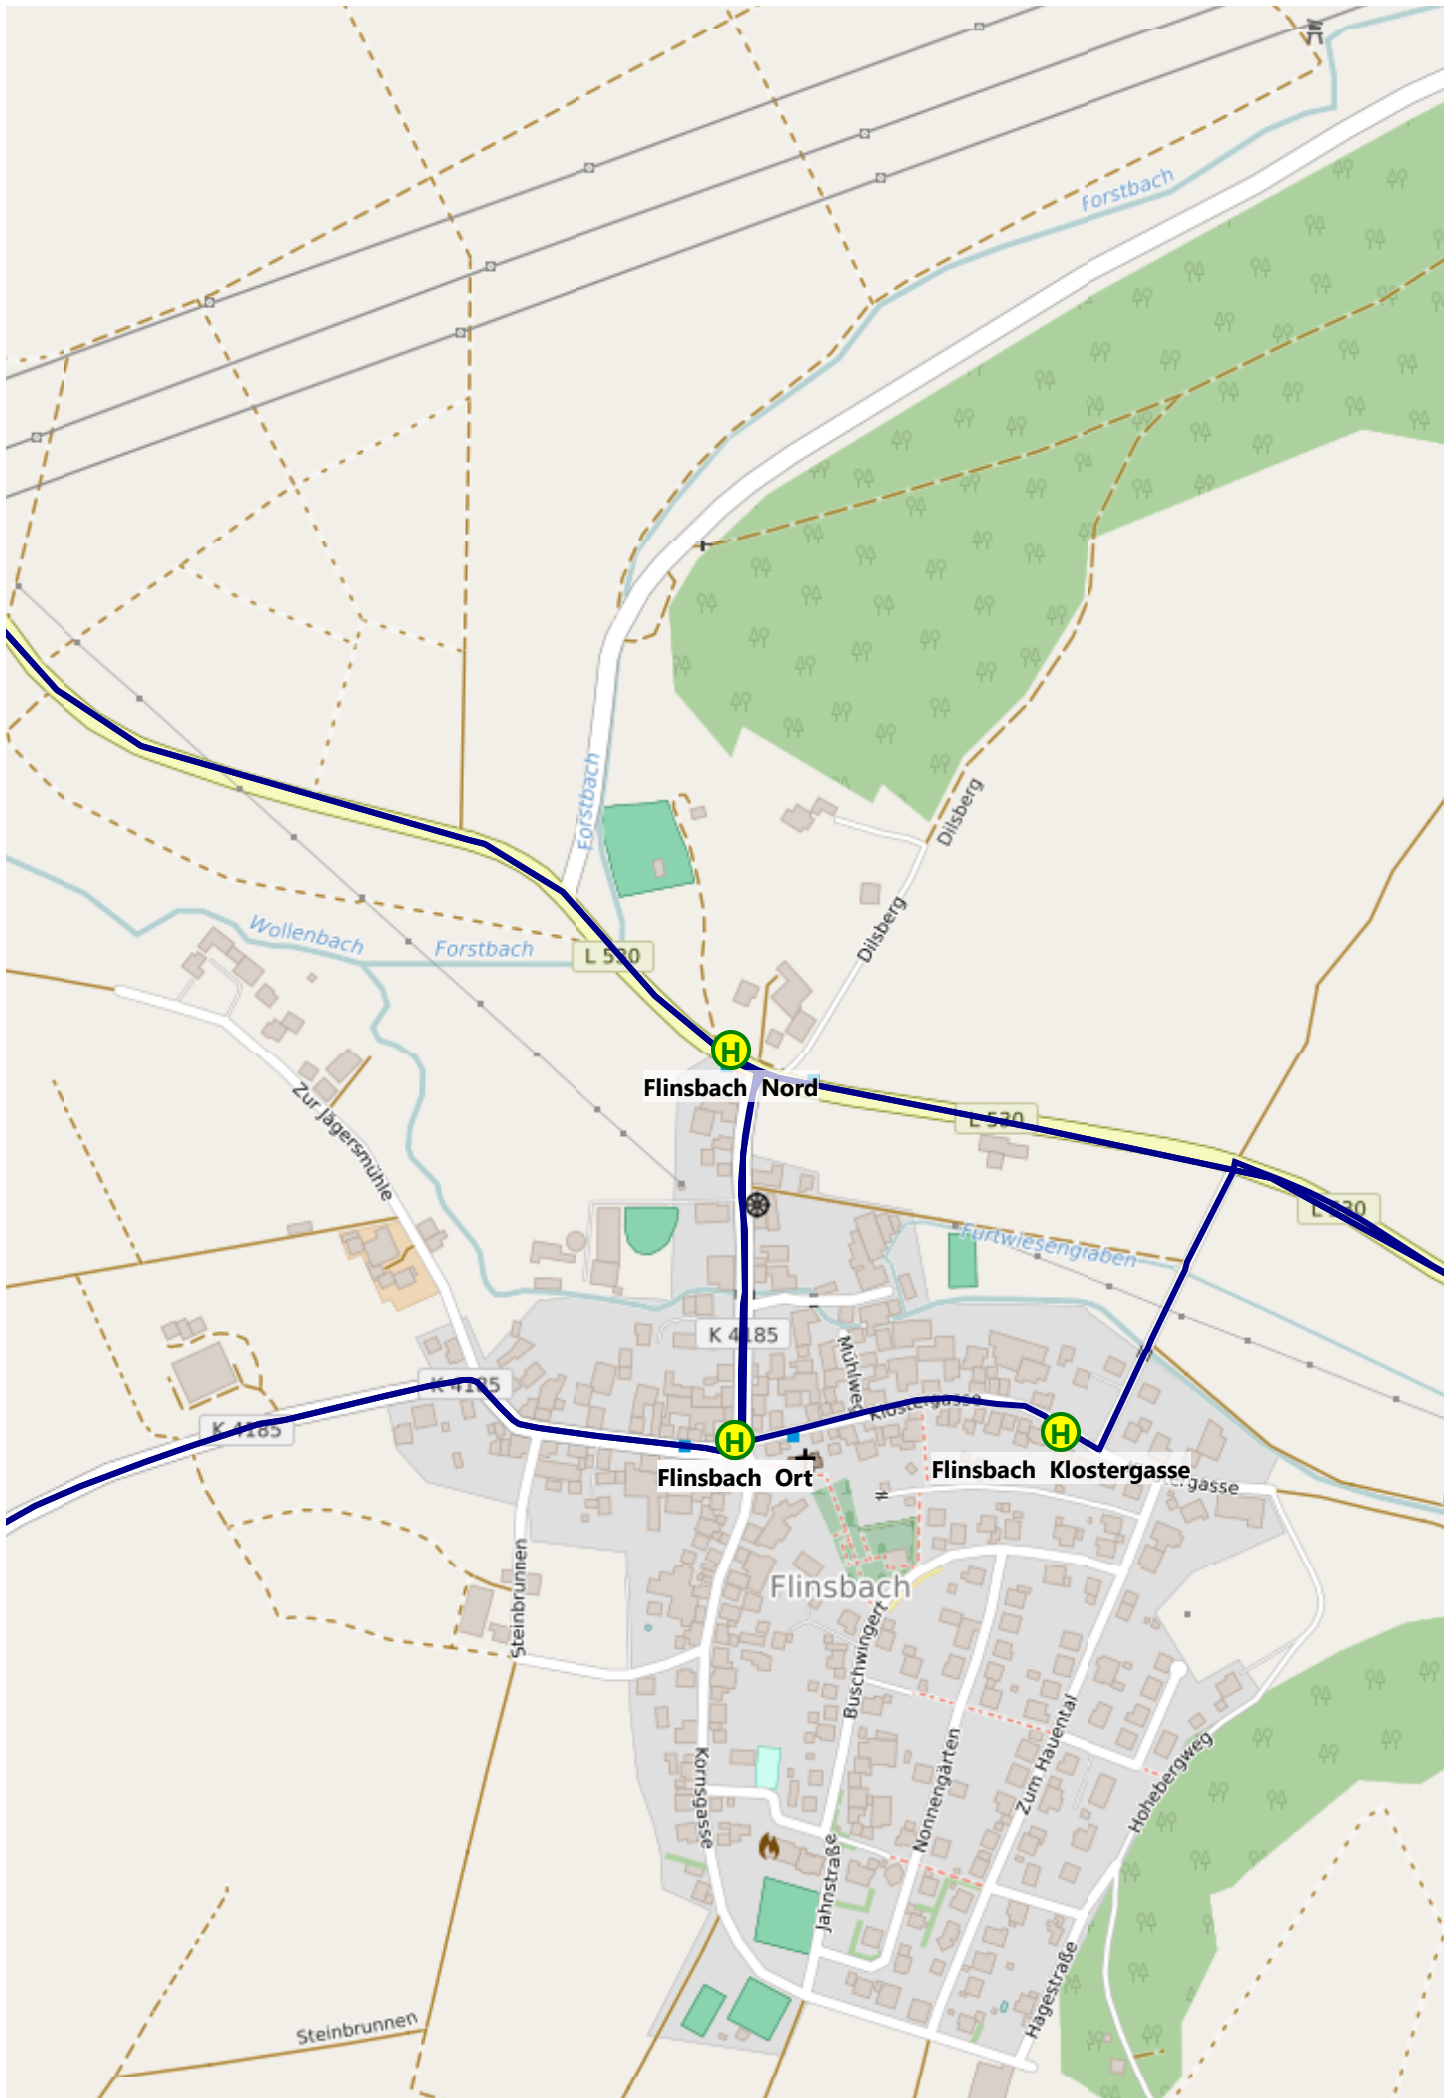 Forstbach
Dilsberg
Forstbach
Dilsberg
Wollenbach
Forstbach
L 530
H
Flinsbach Nord
L 530
Zur Jägersmühle
L 530
Furtwiesengraben
K 4185
Mühlweg
K 4185
Klostergasse
K 4185
H
H
Flinsbach Ort
Flinsbach Klostergasse
Klostergasse
Flinsbach
Steinbrunnen
Buschwingert
Zum Hauental
Nonnengärten
Hohebergweg
Kornsgasse
Jahnstraße
Hagestraße
Steinbrunnen